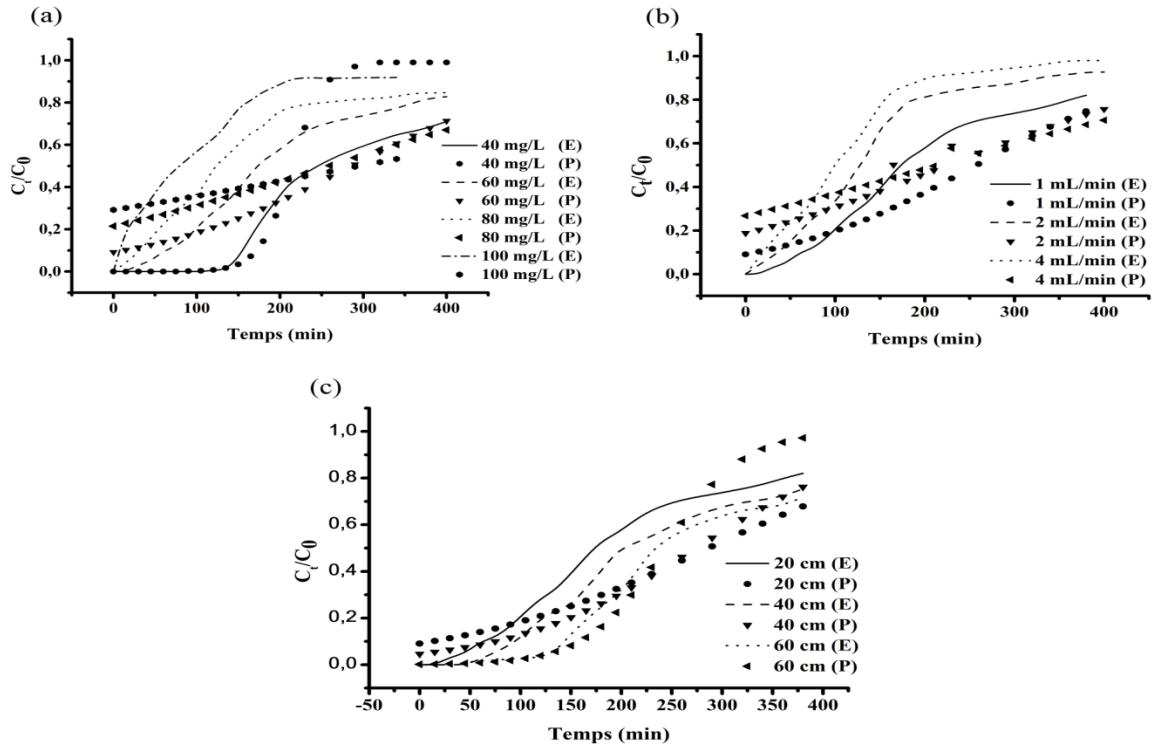 (a)
1,0
0,8
0,6
0,4
0,2
0,0
Ct/C0
0 50 100 150 200 250 300 350 400
Temps (min)
40 mg/L (E)
40 mg/L (P)
60 mg/L (E)
60 mg/L (P)
80 mg/L (E)
80 mg/L (P)
100 mg/L (E)
100 mg/L (P)
(b)
1,0
0,8
0,6
0,4
0,2
0,0
Ct/C0
0 100 200 300 400
Temps (min)
1 mL/min (E)
1 mL/min (P)
2 mL/min (E)
2 mL/min (P)
4 mL/min (E)
4 mL/min (P)
(c)
1,0
0,8
0,6
0,4
0,2
0,0
Ct/C0
-50 0 50 100 150 200 250 300 350 400
Temps (min)
20 cm (E)
20 cm (P)
40 cm (E)
40 cm (P)
60 cm (E)
60 cm (P)